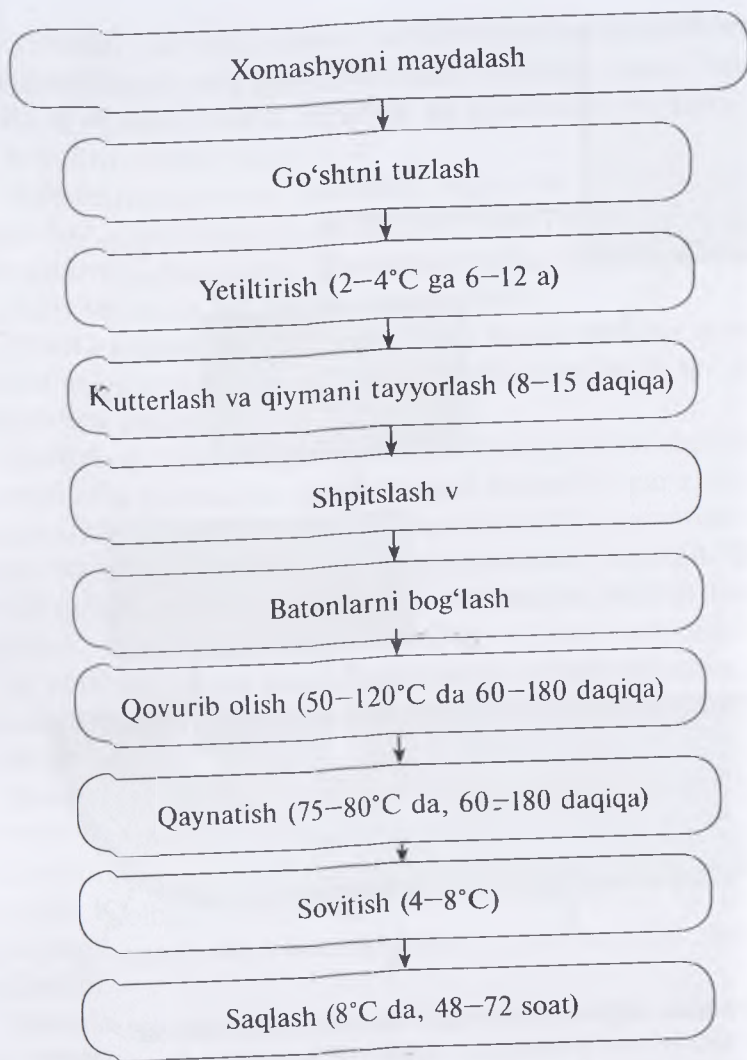 Xomashyoni maydalash
Go‘shtni tuzlash
Yetiltirish (2–4°C ga 6–12 a)
Kutterlash va qiymani tayyorlash (8–15 daqiqa)
Shpitslash v
Batonlarni bog‘lash
Qovurib olish (50–120°C da 60–180 daqiqa)
Qaynatish (75–80°C da, 60–180 daqiqa)
Sovitish (4–8°C)
Saqlash (8°C da, 48–72 soat)